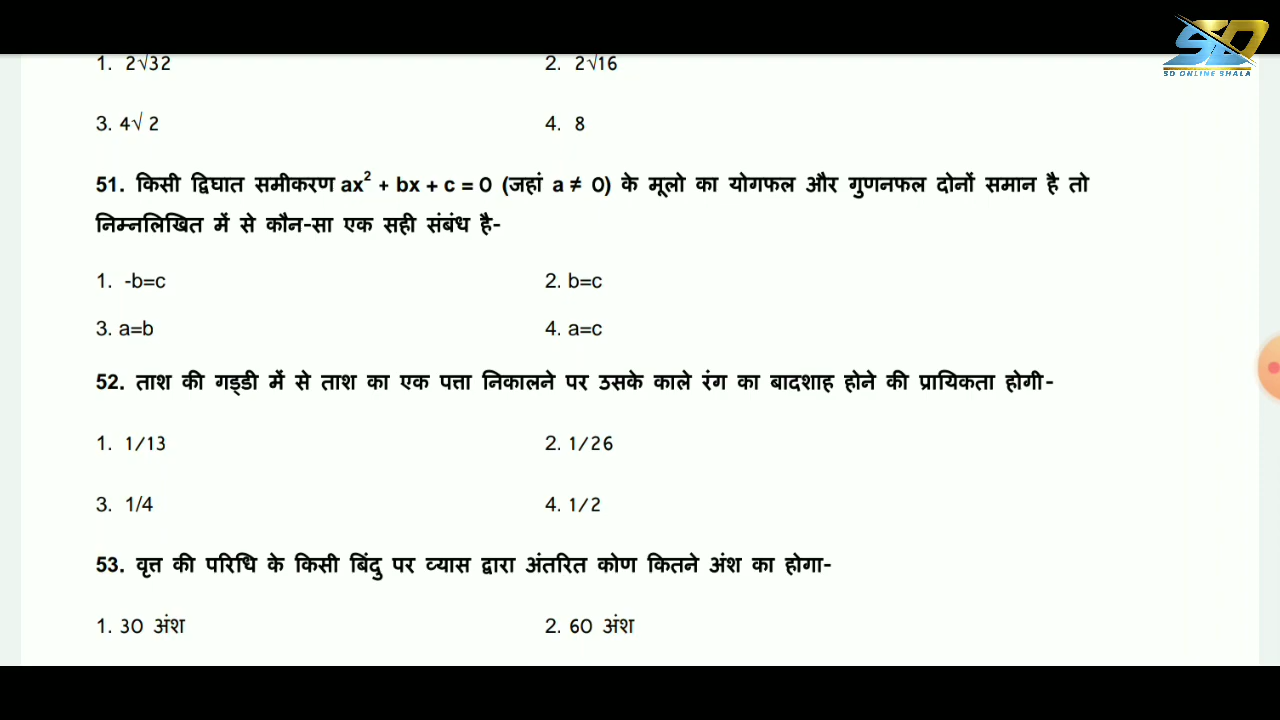 SD
SD ONLINE SHALA
1. 2√32 2. 2√16
3. 4√ 2 4. 8
51. किसी द्विघात समीकरण ax² + bx + c = 0 (जहां a ≠ 0) के मूलो का योगफल और गुणनफल दोनों समान है तो
निम्नलिखित में से कौन-सा एक सही संबंध है-
1. -b=c 2. b=c
3. a=b 4. a=c
52. ताश की गड्डी में से ताश का एक पत्ता निकालने पर उसके काले रंग का बादशाह होने की प्रायिकता होगी-
1. 1/13 2. 1/26
3. 1/4 4. 1/2
53. वृत्त की परिधि के किसी बिंदु पर व्यास द्वारा अंतरित कोण कितने अंश का होगा-
1. 30 अंश 2. 60 अंश